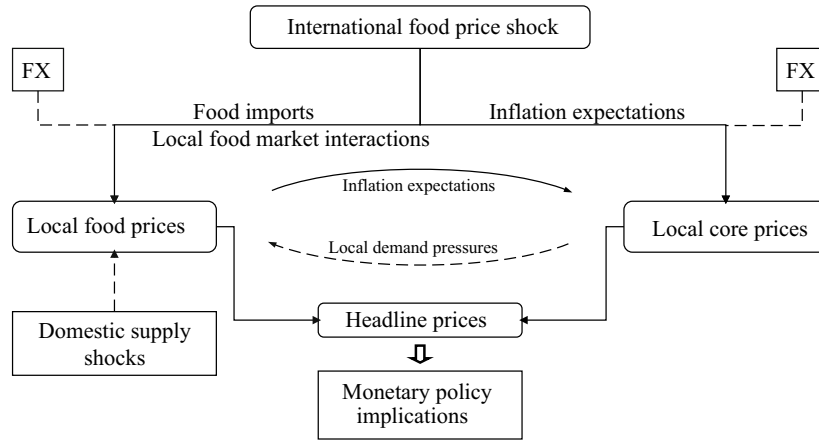 International food price shock
FX
FX
Food imports
Inflation expectations
Local food market interactions
Inflation expectations
Local food prices
Local core prices
Local demand pressures
Domestic supply
shocks
Headline prices
Monetary policy
implications